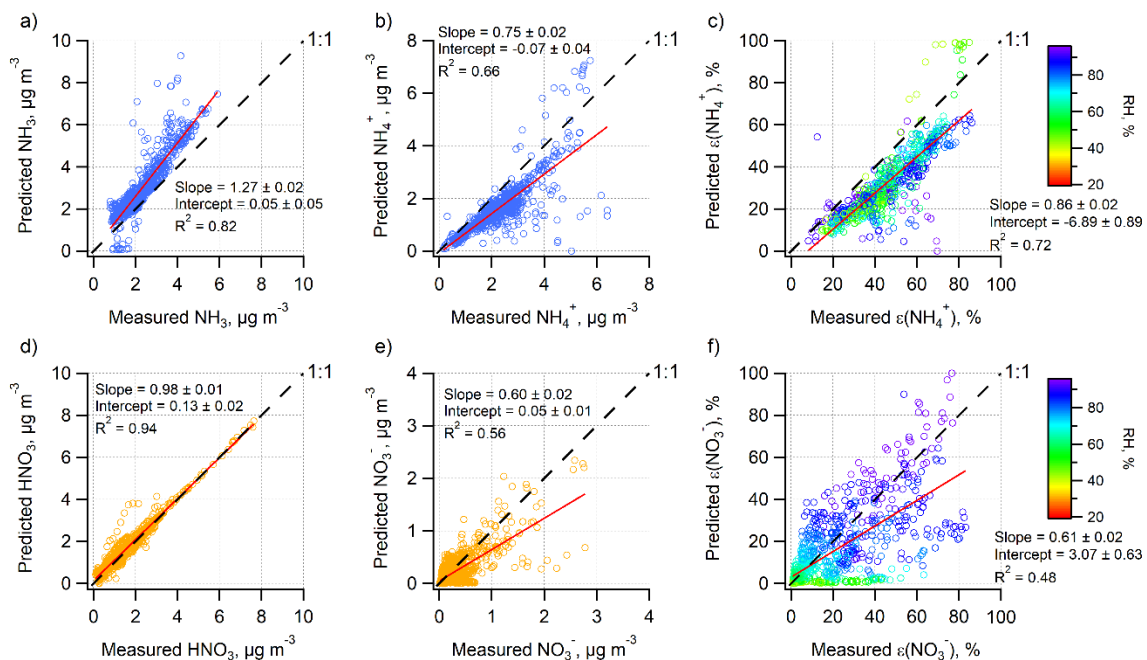 a)
10
8
6
4
2
0
Predicted NH₃, µg m⁻³
0 2 4 6 8 10
Measured NH₃, µg m⁻³
1:1
Slope = 1.27 ± 0.02
Intercept = 0.05 ± 0.05
R² = 0.82
b)
8
6
4
2
0
Predicted NH₄⁺, µg m⁻³
0 2 4 6 8
Measured NH₄⁺, µg m⁻³
1:1
Slope = 0.75 ± 0.02
Intercept = -0.07 ± 0.04
R² = 0.66
c)
100
80
60
40
20
0
Predicted ε(NH₄⁺), %
0 20 40 60 80 100
Measured ε(NH₄⁺), %
1:1
80
60
40
20
RH, %
Slope = 0.86 ± 0.02
Intercept = -6.89 ± 0.89
R² = 0.72
d)
10
8
6
4
2
0
Predicted HNO₃, µg m⁻³
0 2 4 6 8 10
Measured HNO₃, µg m⁻³
1:1
Slope = 0.98 ± 0.01
Intercept = 0.13 ± 0.02
R² = 0.94
e)
4
3
2
1
0
Predicted NO₃⁻, µg m⁻³
0 1 2 3 4
Measured NO₃⁻, µg m⁻³
1:1
Slope = 0.60 ± 0.02
Intercept = 0.05 ± 0.01
R² = 0.56
f)
100
80
60
40
20
0
Predicted ε(NO₃⁻), %
0 20 40 60 80 100
Measured ε(NO₃⁻), %
1:1
80
60
40
20
RH, %
Slope = 0.61 ± 0.02
Intercept = 3.07 ± 0.63
R² = 0.48